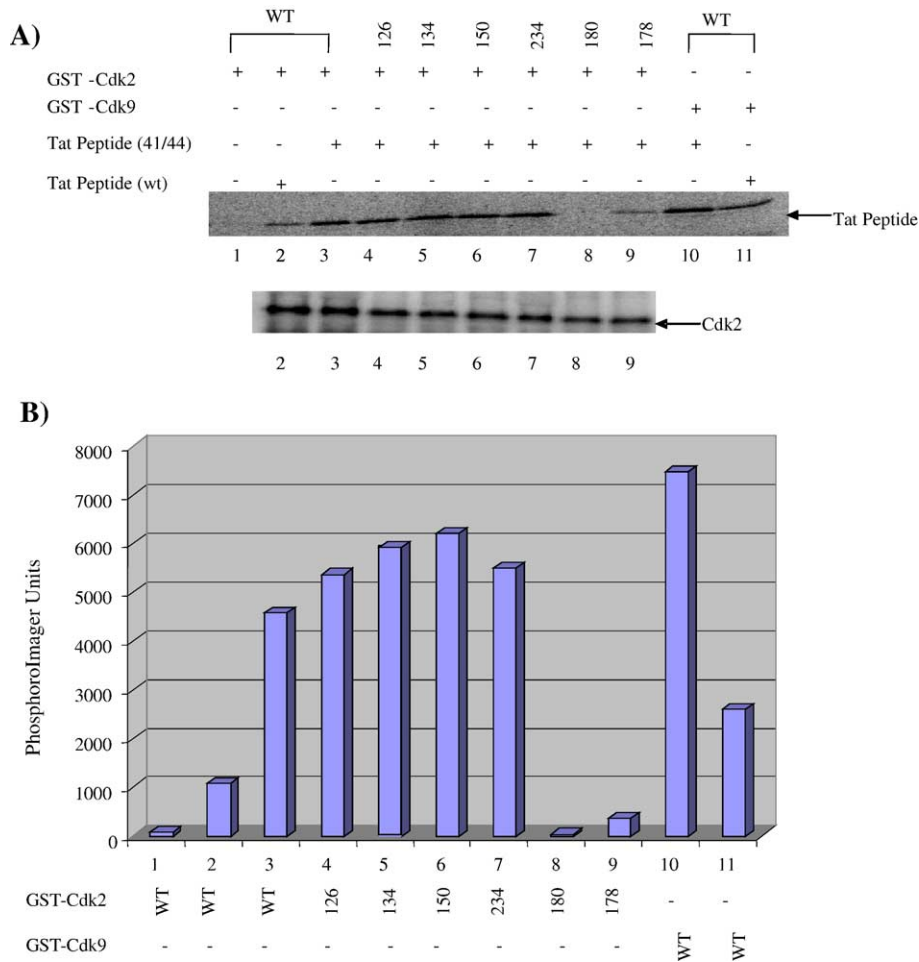 A)
WT 126 134 150 234 180 178 WT
GST -Cdk2 + + + + + + + + + - -
GST -Cdk9 - - - - - - - - - + +
Tat Peptide (41/44) - - + + + + + + + + -
Tat Peptide (wt) - + - - - - - - - - +
Tat Peptide
1 2 3 4 5 6 7 8 9 10 11
Cdk2
2 3 4 5 6 7 8 9
B)
PhosphoroImager Units
8000
7000
6000
5000
4000
3000
2000
1000
0
1 2 3 4 5 6 7 8 9 10 11
GST-Cdk2 WT WT WT 126 134 150 234 180 178 - -
GST-Cdk9 - - - - - - - - - WT WT